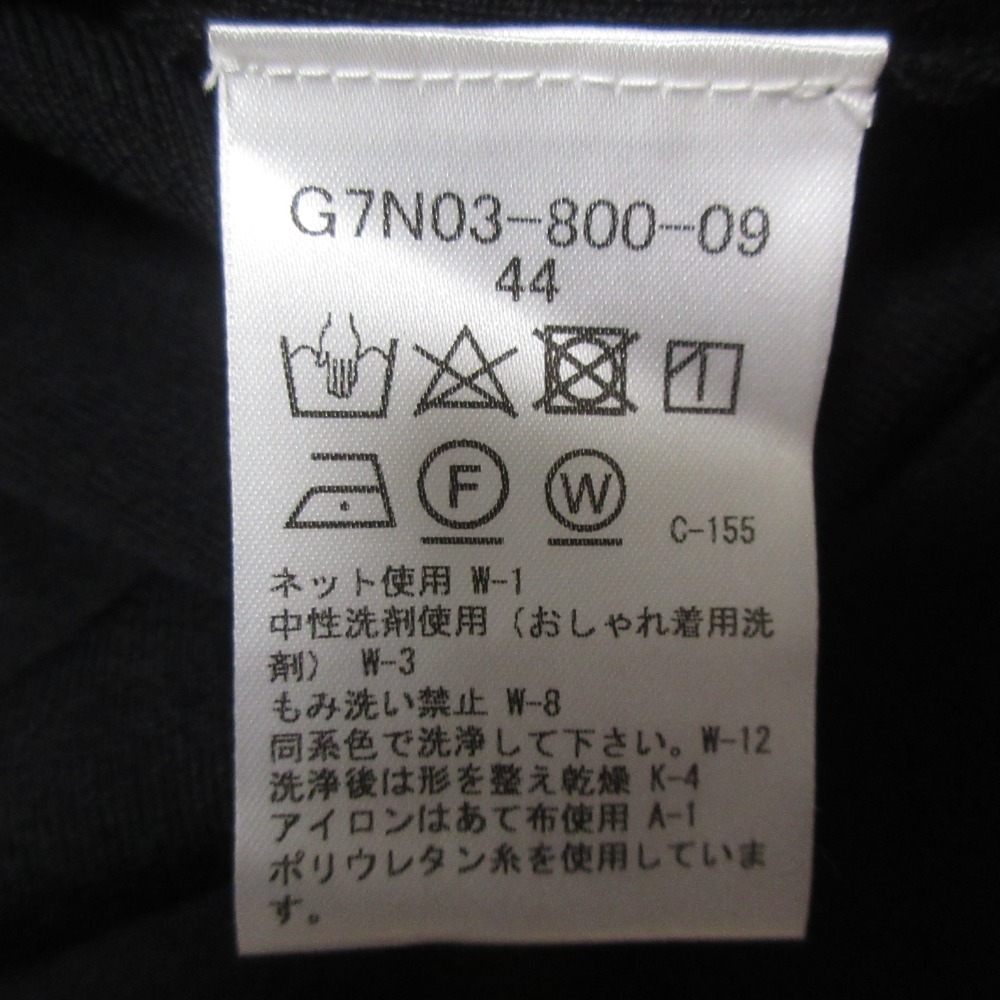 G7N03-800-09
44
F W C-155
ネット使用 W-1
中性洗剤使用（おしゃれ着用洗
剤） W-3
もみ洗い禁止 W-8
同系色で洗浄して下さい。W-12
洗浄後は形を整え乾燥 K-4
アイロンはあて布使用 A-1
ポリウレタン糸を使用していま
す。